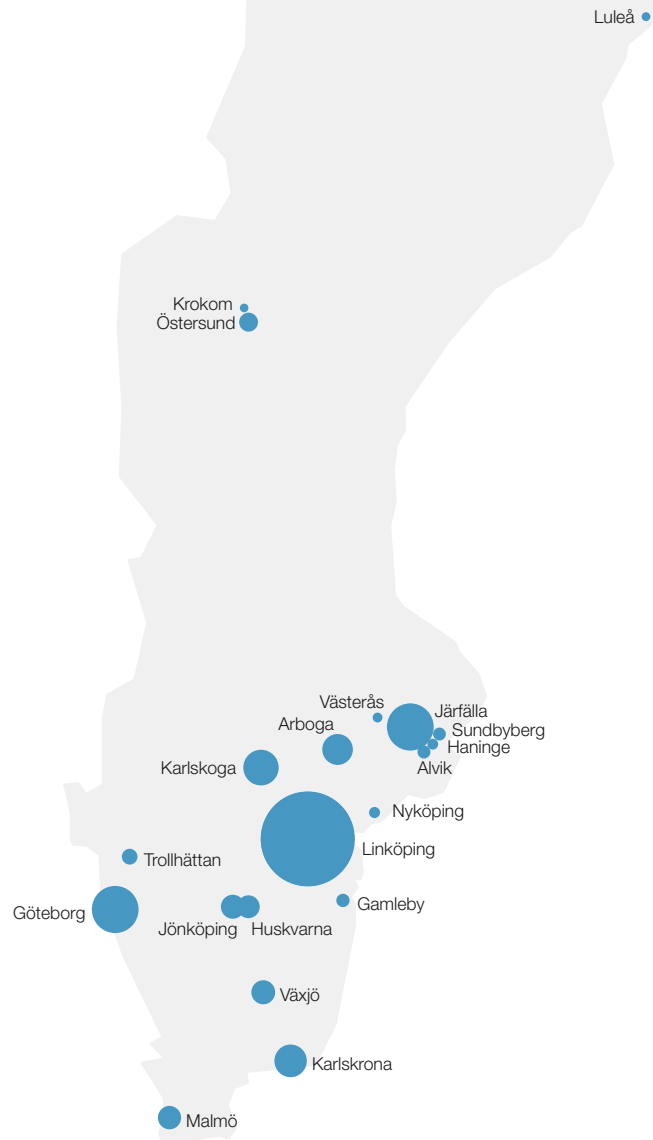 Luleå
Krokom
Östersund
Västerås
Järfälla
Arboga
Sundbyberg
Haninge
Karlskoga
Alvik
Nyköping
Linköping
Trollhättan
Gamleby
Göteborg
Jönköping
Huskvarna
Växjö
Karlskrona
Malmö